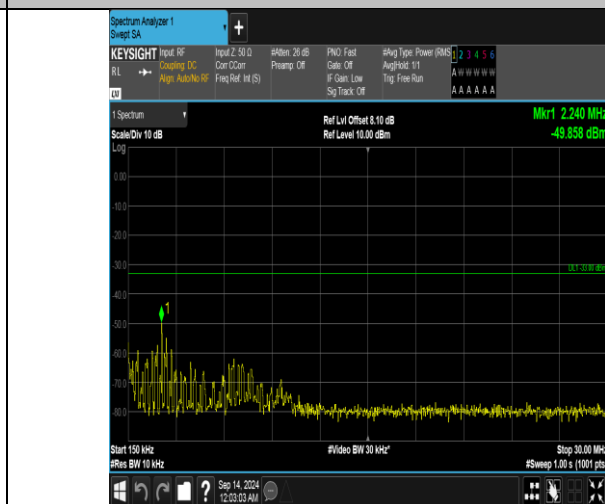 Spectrum Analyzer 1
Swept SA
+
KEYSIGHT Input: RF Input Z: 50 Ω #Atten: 26 dB PNO: Fast #Avg Type: Power (RMS 1 2 3 4 5 6
RL Coupling: DC Corr CCorr Preamp: Off Gate: Off Avg|Hold: 1/1 A W W W W W
Align: Auto/No RF Freq Ref: Int (S) IF Gain: Low Trig: Free Run
Sig Track: Off A A A A A A
LXI
1 Spectrum Ref Lvl Offset 8.10 dB Mkr1 2.240 MHz
Scale/Div 10 dB Ref Level 10.00 dBm -49.858 dBm
Log
0.00
-10.0
-20.0
-30.0
DL1 -33.00 dBm
1
-50.0
-60.0
-70.0
-80.0
Start 150 kHz #Video BW 30 kHz* Stop 30.00 MHz
#Res BW 10 kHz #Sweep 1.00 s (1001 pts
? Sep 14, 2024
12:03:03 AM